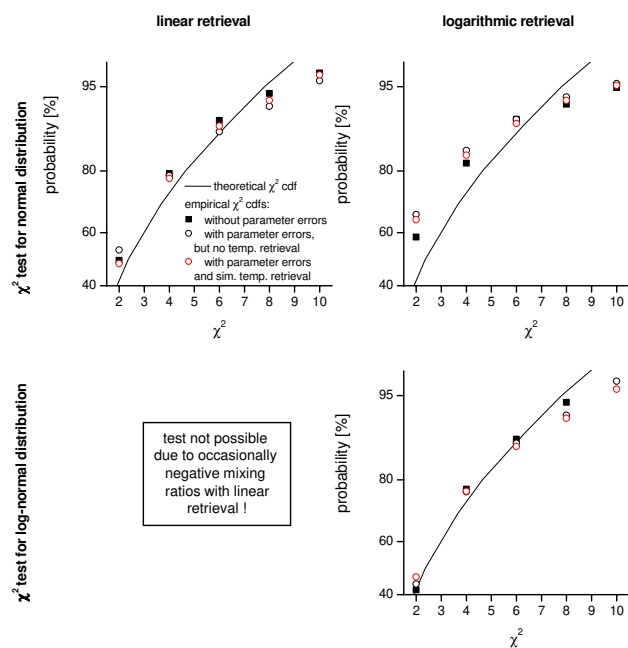 linear retrieval
logarithmic retrieval
χ² test for normal distribution
probability [%]
95
80
60
40
theoretical χ² cdf
empirical χ² cdfs:
without parameter errors
with parameter errors,
but no temp. retrieval
with parameter errors
and sim. temp. retrieval
2 3 4 5 6 7 8 9 10
χ²
probability [%]
95
80
60
40
2 3 4 5 6 7 8 9 10
χ²
χ² test for log-normal distribution
test not possible
due to occasionally
negative mixing
ratios with linear
retrieval !
probability [%]
95
80
60
40
2 3 4 5 6 7 8 9 10
χ²